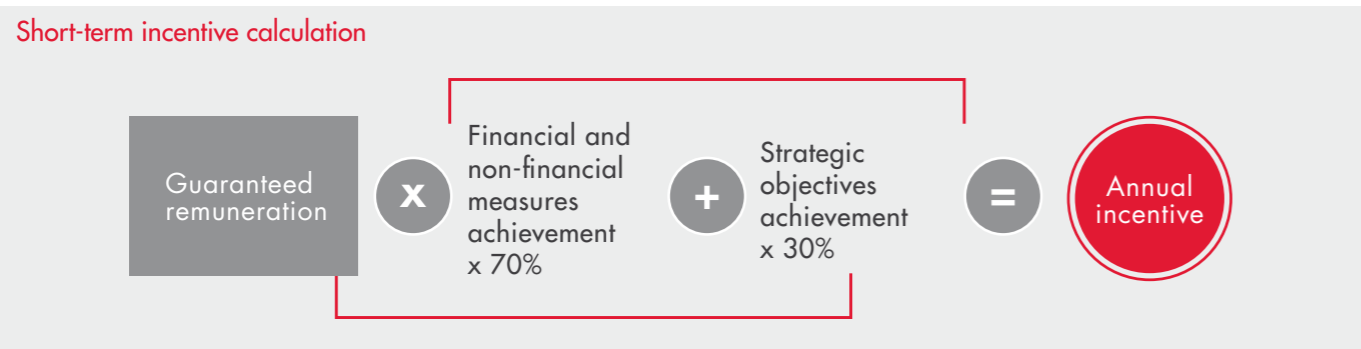 Short-term incentive calculation
Guaranteed
remuneration
x
Financial and
non-financial
measures
achievement
x 70%
+
Strategic
objectives
achievement
x 30%
=
Annual
incentive